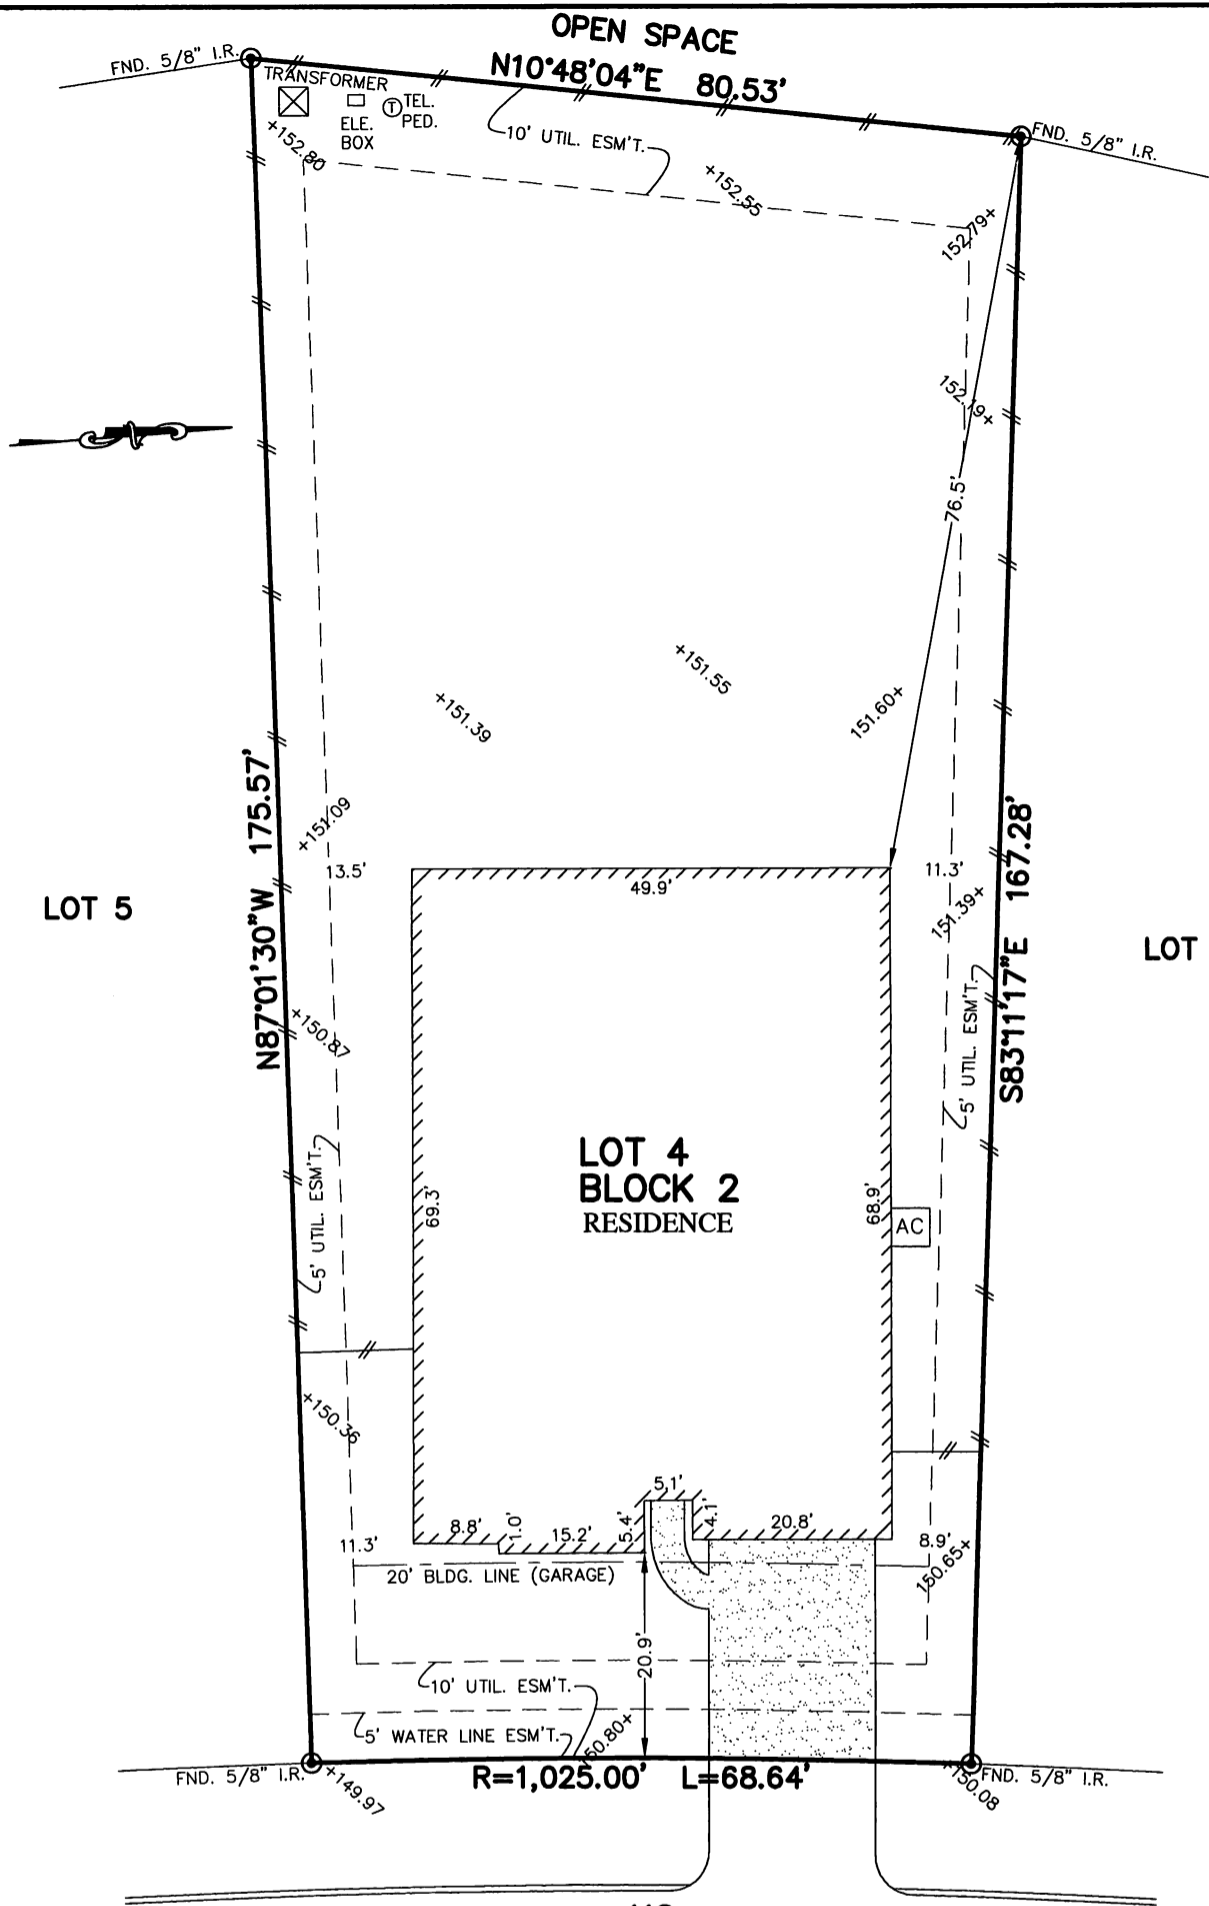 OPEN SPACE
N10°48'04"E 80.53'
FND. 5/8" I.R.
TRANSFORMER
ELE.
BOX
T
TEL.
PED.
10' UTIL. ESM'T.
FND. 5/8" I.R.
+152.80
+152.55
152.79+
152.19+
76.5'
+151.55
151.60+
+151.39
N87°01'30"W 175.57'
S83°11'17"E 167.28'
+151.09
13.5'
49.9'
11.3'
151.39+
LOT 5
LOT
+150.87
5' UTIL. ESM'T.
LOT 4
BLOCK 2
RESIDENCE
69.3'
68.9'
AC
5' UTIL. ESM'T.
+150.36
5.1'
8.8'
1.0'
15.2'
5.4'
4.1'
20.8'
11.3'
8.9'
150.65+
20' BLDG. LINE (GARAGE)
20.9'
10' UTIL. ESM'T.
5' WATER LINE ESM'T.
150.80+
FND. 5/8" I.R.
+149.97
R=1,025.00' L=68.64'
+150.08
FND. 5/8" I.R.